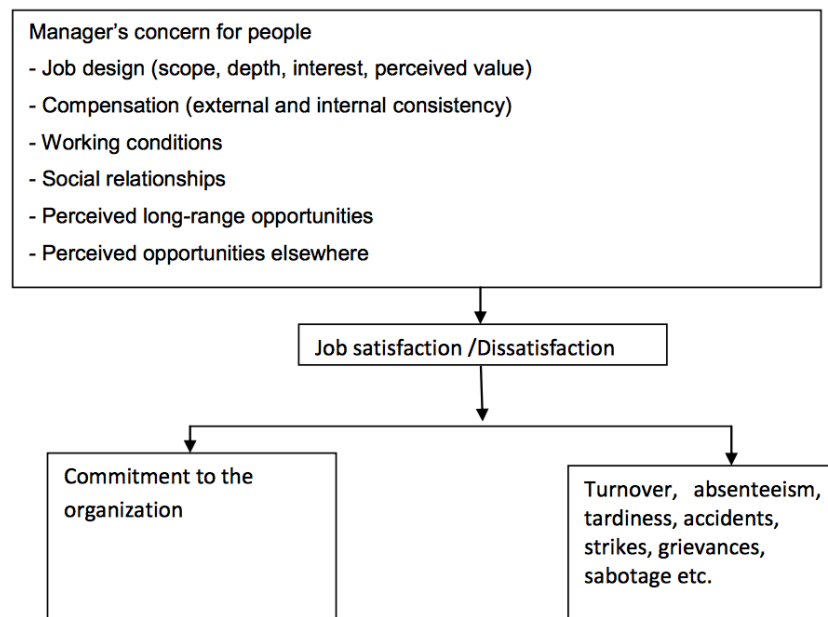 Manager’s concern for people
- Job design (scope, depth, interest, perceived value)
- Compensation (external and internal consistency)
- Working conditions
- Social relationships
- Perceived long-range opportunities
- Perceived opportunities elsewhere
Job satisfaction /Dissatisfaction
Commitment to the
organization
Turnover, absenteeism,
tardiness, accidents,
strikes, grievances,
sabotage etc.